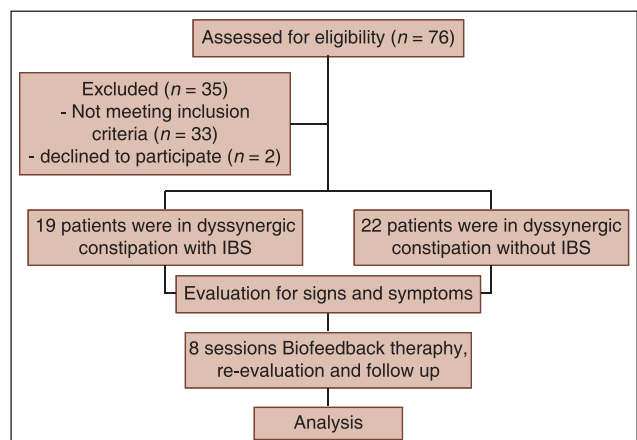 Assessed for eligibility (n = 76)
Excluded (n = 35)
- Not meeting inclusion
criteria (n = 33)
- declined to participate (n = 2)
19 patients were in dyssynergic
constipation with IBS
22 patients were in dyssynergic
constipation without IBS
Evaluation for signs and symptoms
8 sessions Biofeedback theraphy,
re-evaluation and follow up
Analysis